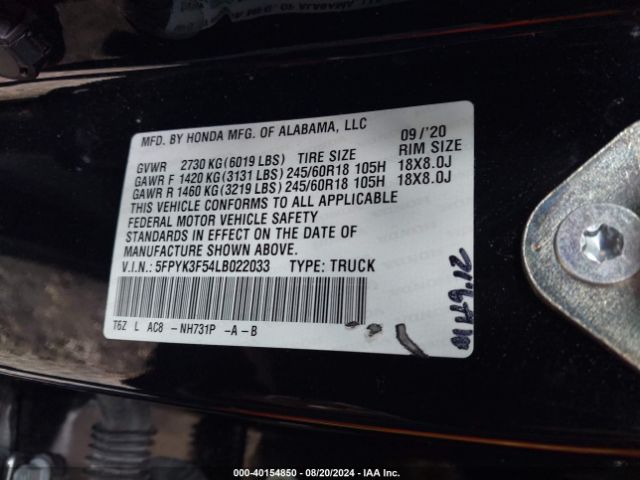 MFD. BY HONDA MFG. OF ALABAMA, LLC 09/'20
GVWR 2730 KG (6019 LBS) TIRE SIZE RIM SIZE
GAWR F 1420 KG (3131 LBS) 245/60R18 105H 18X8.0J
GAWR R 1460 KG (3219 LBS) 245/60R18 105H 18X8.0J
THIS VEHICLE CONFORMS TO ALL APPLICABLE
FEDERAL MOTOR VEHICLE SAFETY
STANDARDS IN EFFECT ON THE DATE OF
MANUFACTURE SHOWN ABOVE.
V.I.N.: 5FPYK3F54LB022033 TYPE: TRUCK
T6Z L AC8 -NH731P -A-B
000-40154850 | 08/20/2024 - IAA Inc.